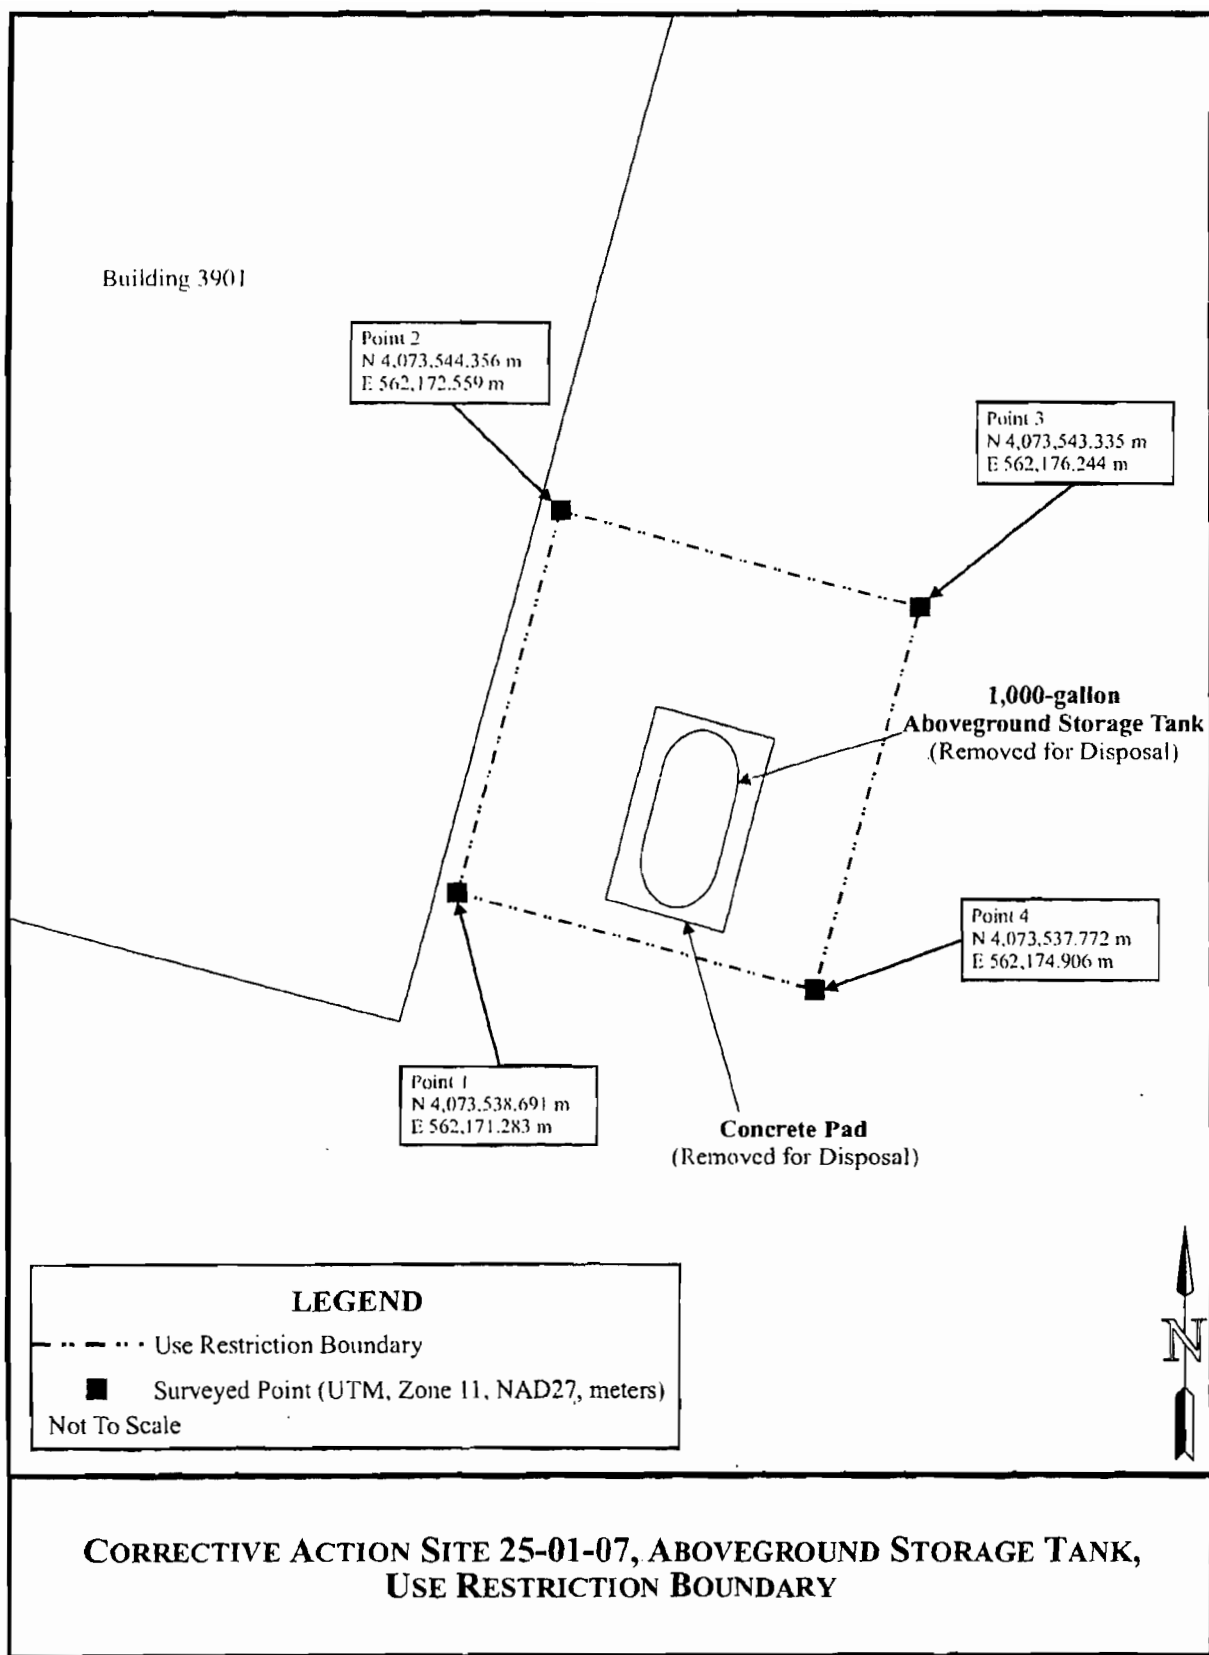 Building 3901
Point 2
N 4,073,544.356 m
E 562,172.559 m
Point 3
N 4,073,543.335 m
E 562,176.244 m
1,000-gallon
Aboveground Storage Tank
(Removed for Disposal)
Point 4
N 4,073,537.772 m
E 562,174.906 m
Point 1
N 4,073,538.691 m
E 562,171.283 m
Concrete Pad
(Removed for Disposal)
N
LEGEND
Use Restriction Boundary
Surveyed Point (UTM, Zone 11, NAD27, meters)
Not To Scale
CORRECTIVE ACTION SITE 25-01-07, ABOVEGROUND STORAGE TANK,
USE RESTRICTION BOUNDARY